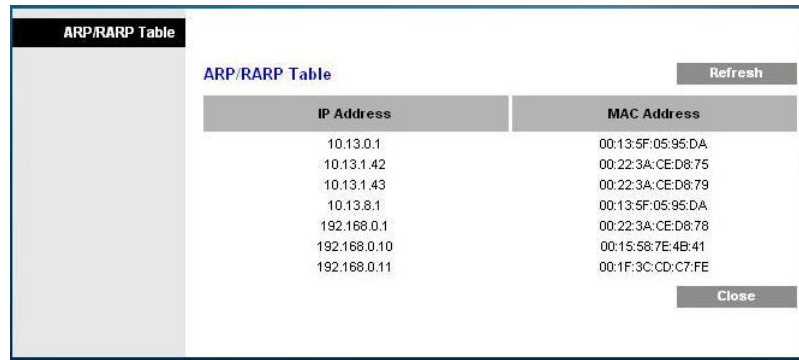 ARP/RARP Table
ARP/RARP Table Refresh
IP Address MAC Address
10.13.0.1 00:13:5F:05:95:DA
10.13.1.42 00:22:3A:CE:D8:75
10.13.1.43 00:22:3A:CE:D8:79
10.13.8.1 00:13:5F:05:95:DA
192.168.0.1 00:22:3A:CE:D8:78
192.168.0.10 00:15:58:7E:4B:41
192.168.0.11 00:1F:3C:CD:C7:FE
Close